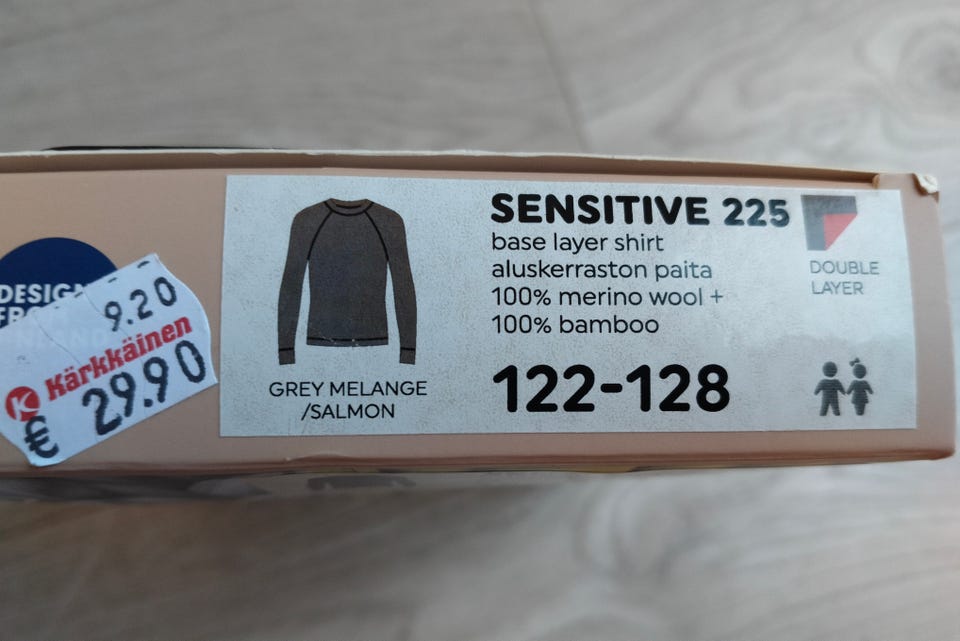 DESIGN
FR
9.20
Kärkkäinen
€ 29.90
GREY MELANGE
/SALMON
SENSITIVE 225
base layer shirt
aluskerraston paita
100% merino wool +
100% bamboo
122-128
DOUBLE
LAYER